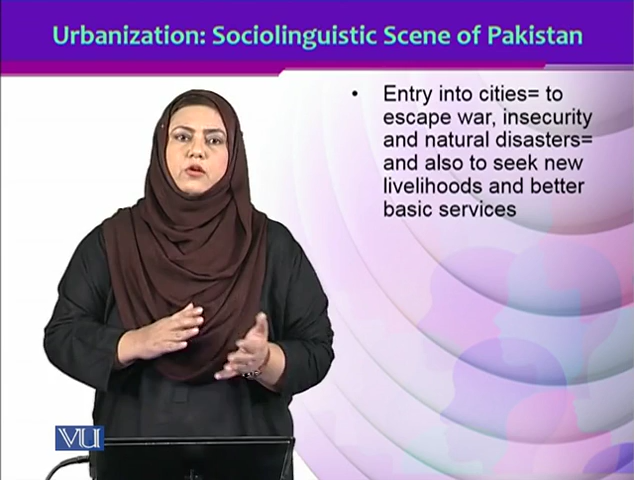 Urbanization: Sociolinguistic Scene of Pakistan
• Entry into cities= to
escape war, insecurity
and natural disasters=
and also to seek new
livelihoods and better
basic services
VU